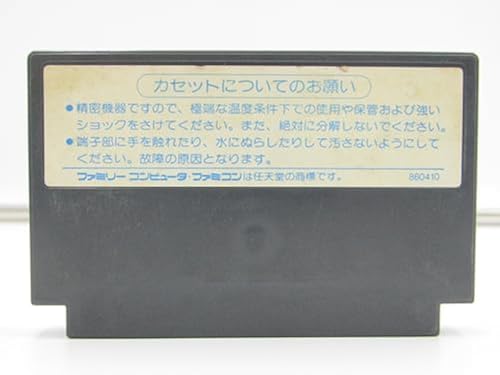 カセットについてのお願い
●精密機器ですので、極端な温度条件下での使用や保管および強い
ショックをさけてください。また、絶対に分解しないでください。
●端子部に手を触れたり、水にぬらしたりして汚さないようにして
ください。故障の原因となります。
ファミリーコンピュータ・ファミコンは任天堂の商標です。 860410